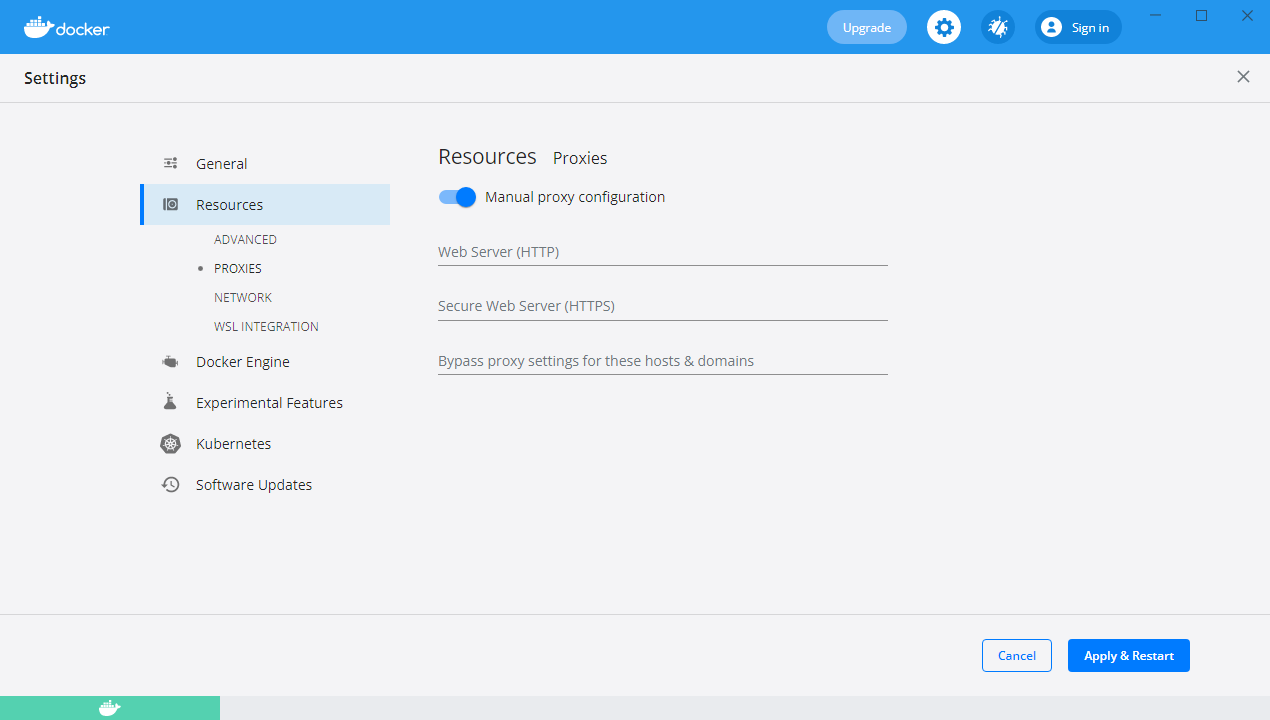 docker
Upgrade
Sign in
Settings
General
Resources
ADVANCED
PROXIES
NETWORK
WSL INTEGRATION
Docker Engine
Experimental Features
Kubernetes
Software Updates
Resources Proxies
Manual proxy configuration
Web Server (HTTP)
Secure Web Server (HTTPS)
Bypass proxy settings for these hosts & domains
Cancel
Apply & Restart